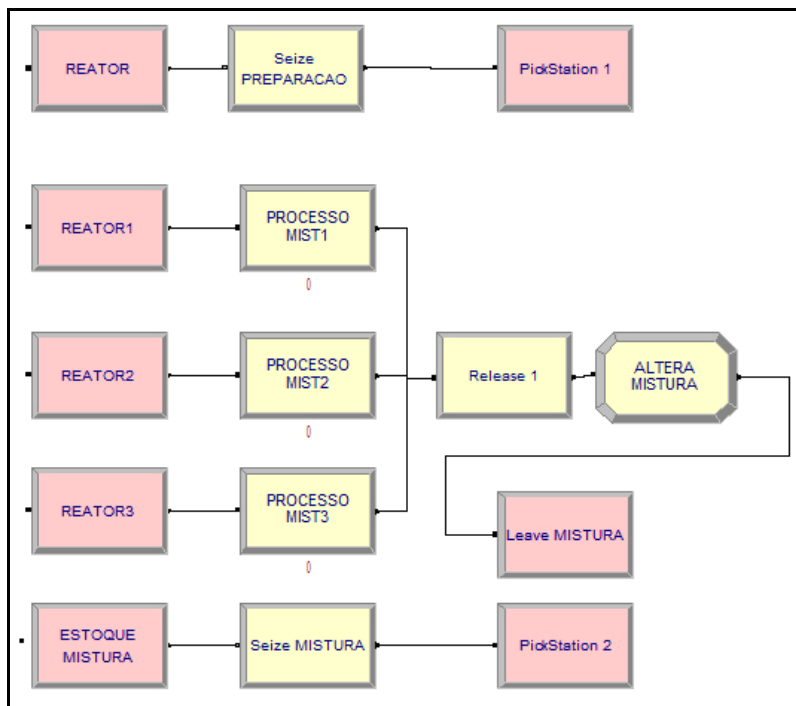 REATOR
Seize
PREPARACAO
PickStation 1
REATOR1
PROCESSO
MIST1
0
REATOR2
PROCESSO
MIST2
0
Release 1
ALTERA
MISTURA
REATOR3
PROCESSO
MIST3
0
Leave MISTURA
ESTOQUE
MISTURA
Seize MISTURA
PickStation 2